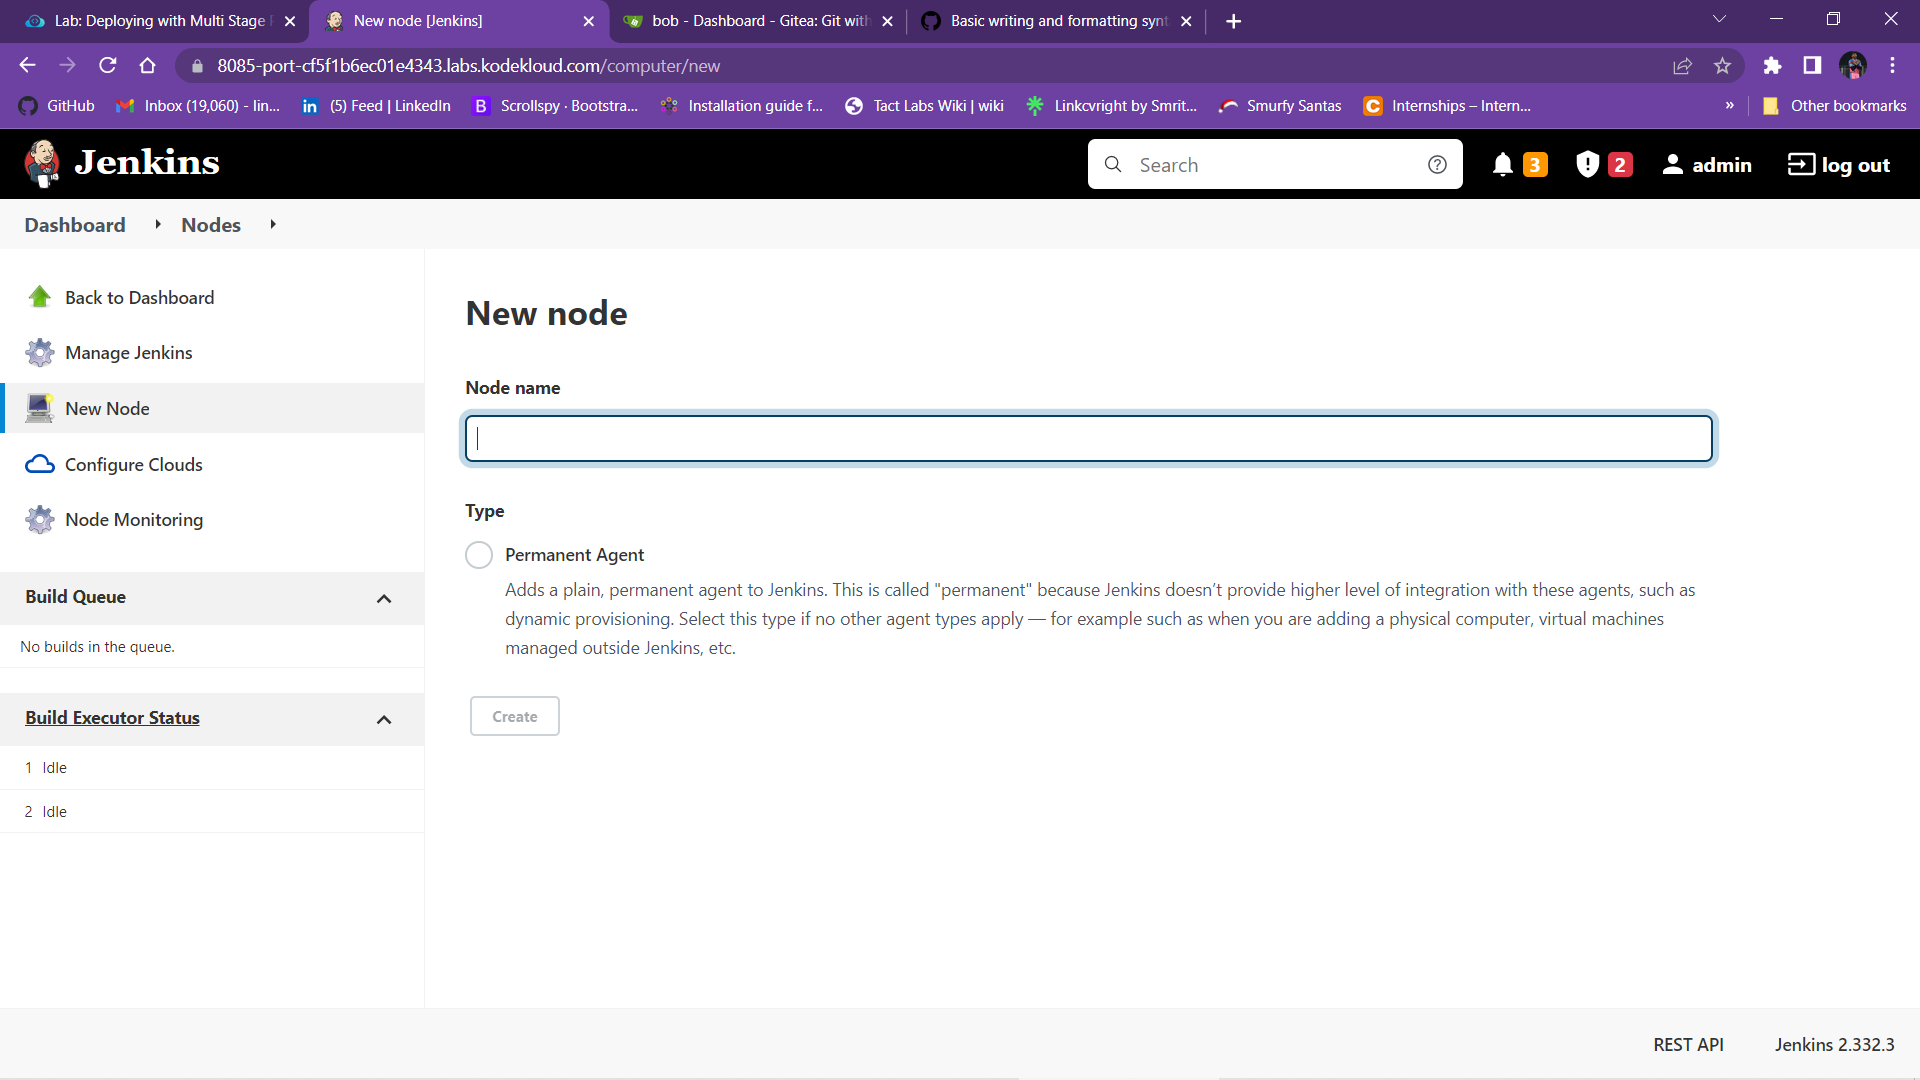 Lab: Deploying with Multi Stage
New node [Jenkins]
bob - Dashboard - Gitea: Git with
Basic writing and formatting synt
8085-port-cf5f1b6ec01e4343.labs.kodekloud.com/computer/new
GitHub
Inbox (19,060) - lin...
(5) Feed | LinkedIn
B
Scrollspy · Bootstra...
Installation guide f...
Tact Labs Wiki | wiki
Linkcvright by Smrit...
Smurfy Santas
C
Internships – Intern...
»
Other bookmarks
Jenkins
Search
3
2
admin
log out
Dashboard
Nodes
Back to Dashboard
Manage Jenkins
New Node
Configure Clouds
Node Monitoring
Build Queue
No builds in the queue.
Build Executor Status
1 Idle
2 Idle
New node
Node name
Type
Permanent Agent
Adds a plain, permanent agent to Jenkins. This is called "permanent" because Jenkins doesn’t provide higher level of integration with these agents, such as
dynamic provisioning. Select this type if no other agent types apply — for example such as when you are adding a physical computer, virtual machines
managed outside Jenkins, etc.
Create
REST API
Jenkins 2.332.3